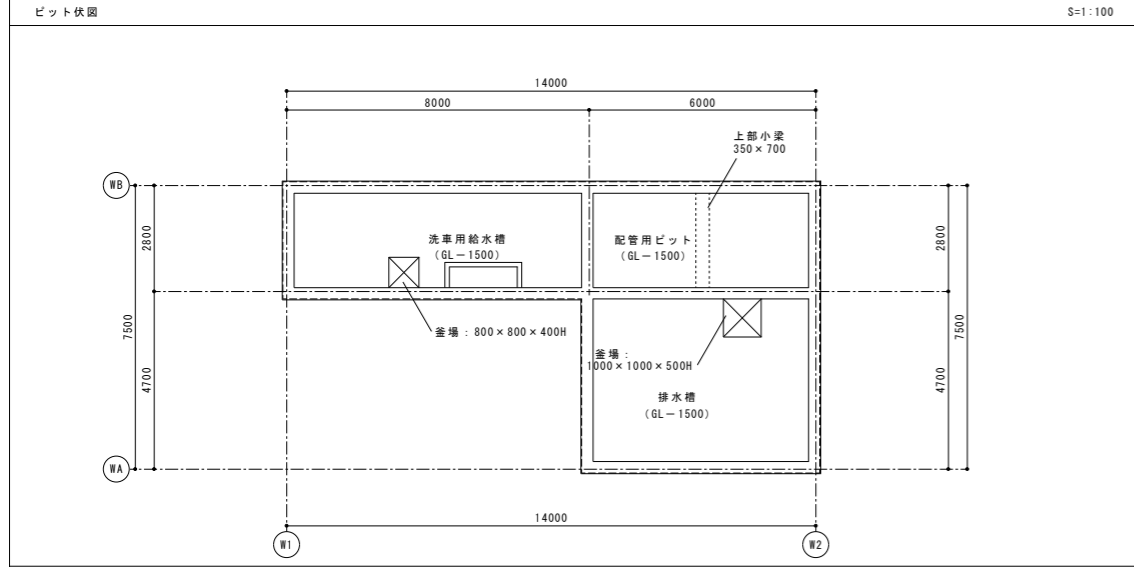 ピット伏図
S=1:100
14000
8000
6000
上部小梁
350×700
WB
2800
2800
洗車用給水槽
(GL－1500)
配管用ピット
(GL－1500)
7500
7500
釜場：800×800×400H
釜場：
1000×1000×500H
4700
4700
排水槽
(GL－1500)
WA
14000
W1
W2